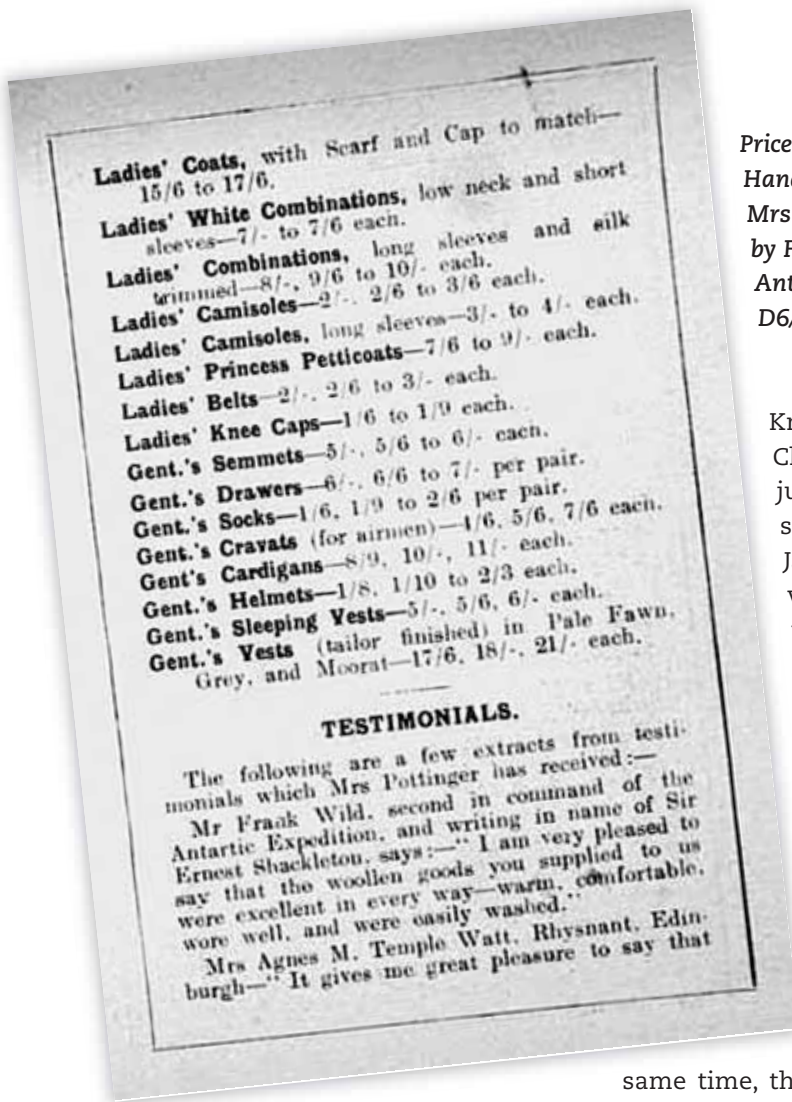 Ladies' Coats, with Scarf and Cap to match—
15/6 to 17/6.
Ladies' White Combinations, low neck and short
sleeves—7/- to 7/6 each.
Ladies' Combinations, long sleeves and silk
trimmed—8/-, 9/6 to 10/- each.
Ladies' Camisoles—2/-, 2/6 to 3/6 each.
Ladies' Camisoles, long sleeves—3/- to 4/- each.
Ladies' Princess Petticoats—7/6 to 9/- each.
Ladies' Belts—2/-, 2/6 to 3/- each.
Ladies' Knee Caps—1/6 to 1/9 each.
Gent.'s Semmets—5/-, 5/6 to 6/- each.
Gent.'s Drawers—6/-, 6/6 to 7/- per pair.
Gent.'s Socks—1/6, 1/9 to 2/6 per pair.
Gent.'s Cravats (for airmen)—4/6, 5/6, 7/6 each.
Gent's Cardigans—8/9, 10/-, 11/- each.
Gent.'s Helmets—1/8, 1/10 to 2/3 each.
Gent.'s Sleeping Vests—5/-, 5/6, 6/- each.
Gent.'s Vests (tailor finished) in Pale Fawn,
Grey, and Moorat—17/6, 18/-, 21/- each.
TESTIMONIALS.
The following are a few extracts from testi-
monials which Mrs Pottinger has received:—
Mr Frank Wild, second in command of the
Antartic Expedition, and writing in name of Sir
Ernest Shackleton, says:—" I am very pleased to
say that the woollen goods you supplied to us
were excellent in every way—warm, comfortable,
wore well, and were easily washed."
Mrs Agnes M. Temple Watt, Rhysnant, Edin-
burgh—" It gives me great pleasure to say that
Price
Hand
Mrs
by
Ant
D6/
Kn
ju
s
J
same time, th